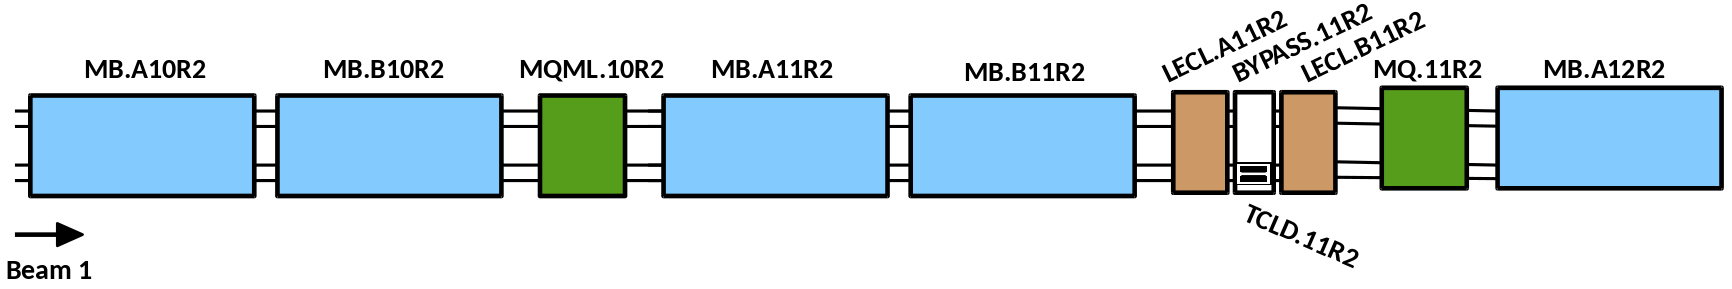 MB.A10R2
MB.B10R2
MQML.10R2
MB.A11R2
MB.B11R2
LECL.A11R2
BYPASS.11R2
LECL.B11R2
MQ.11R2
MB.A12R2
TCLD.11R2
Beam 1